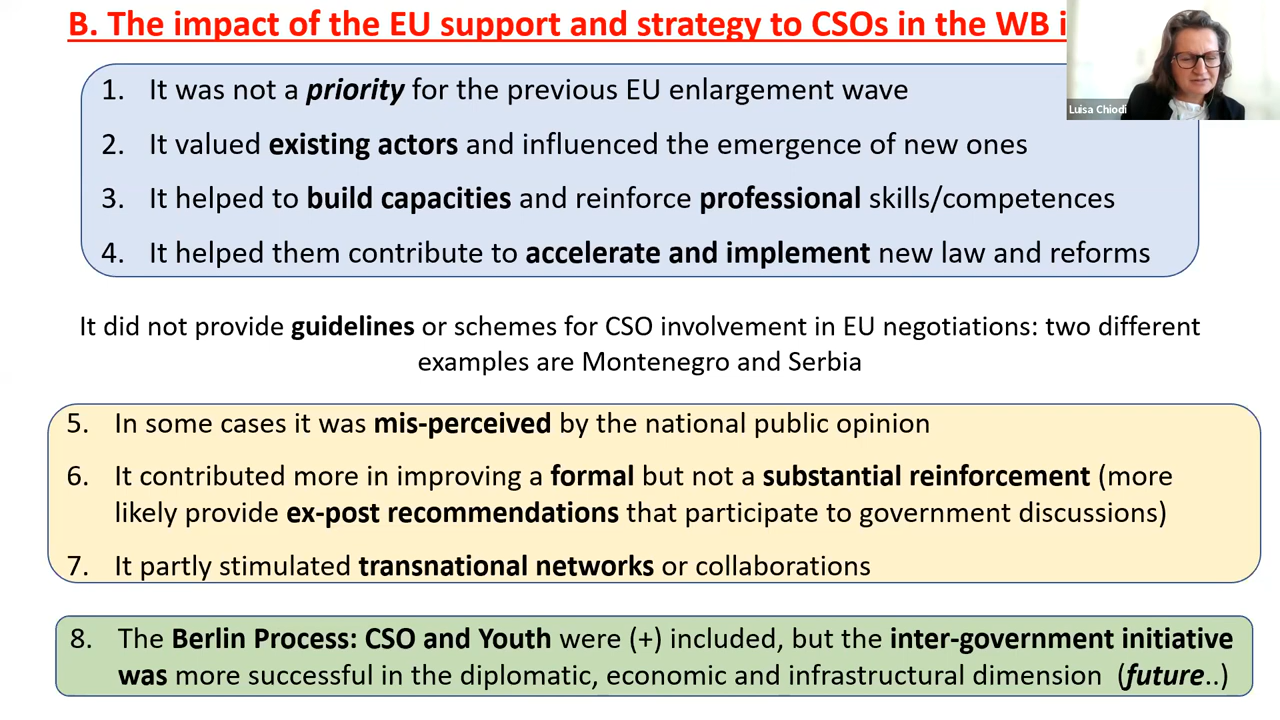 B. The impact of the EU support and strategy to CSOs in the WB i
Luisa Chiodi
1. It was not a priority for the previous EU enlargement wave
2. It valued existing actors and influenced the emergence of new ones
3. It helped to build capacities and reinforce professional skills/competences
4. It helped them contribute to accelerate and implement new law and reforms
It did not provide guidelines or schemes for CSO involvement in EU negotiations: two different
examples are Montenegro and Serbia
5. In some cases it was mis-perceived by the national public opinion
6. It contributed more in improving a formal but not a substantial reinforcement (more
likely provide ex-post recommendations that participate to government discussions)
7. It partly stimulated transnational networks or collaborations
8. The Berlin Process: CSO and Youth were (+) included, but the inter-government initiative
was more successful in the diplomatic, economic and infrastructural dimension (future..)